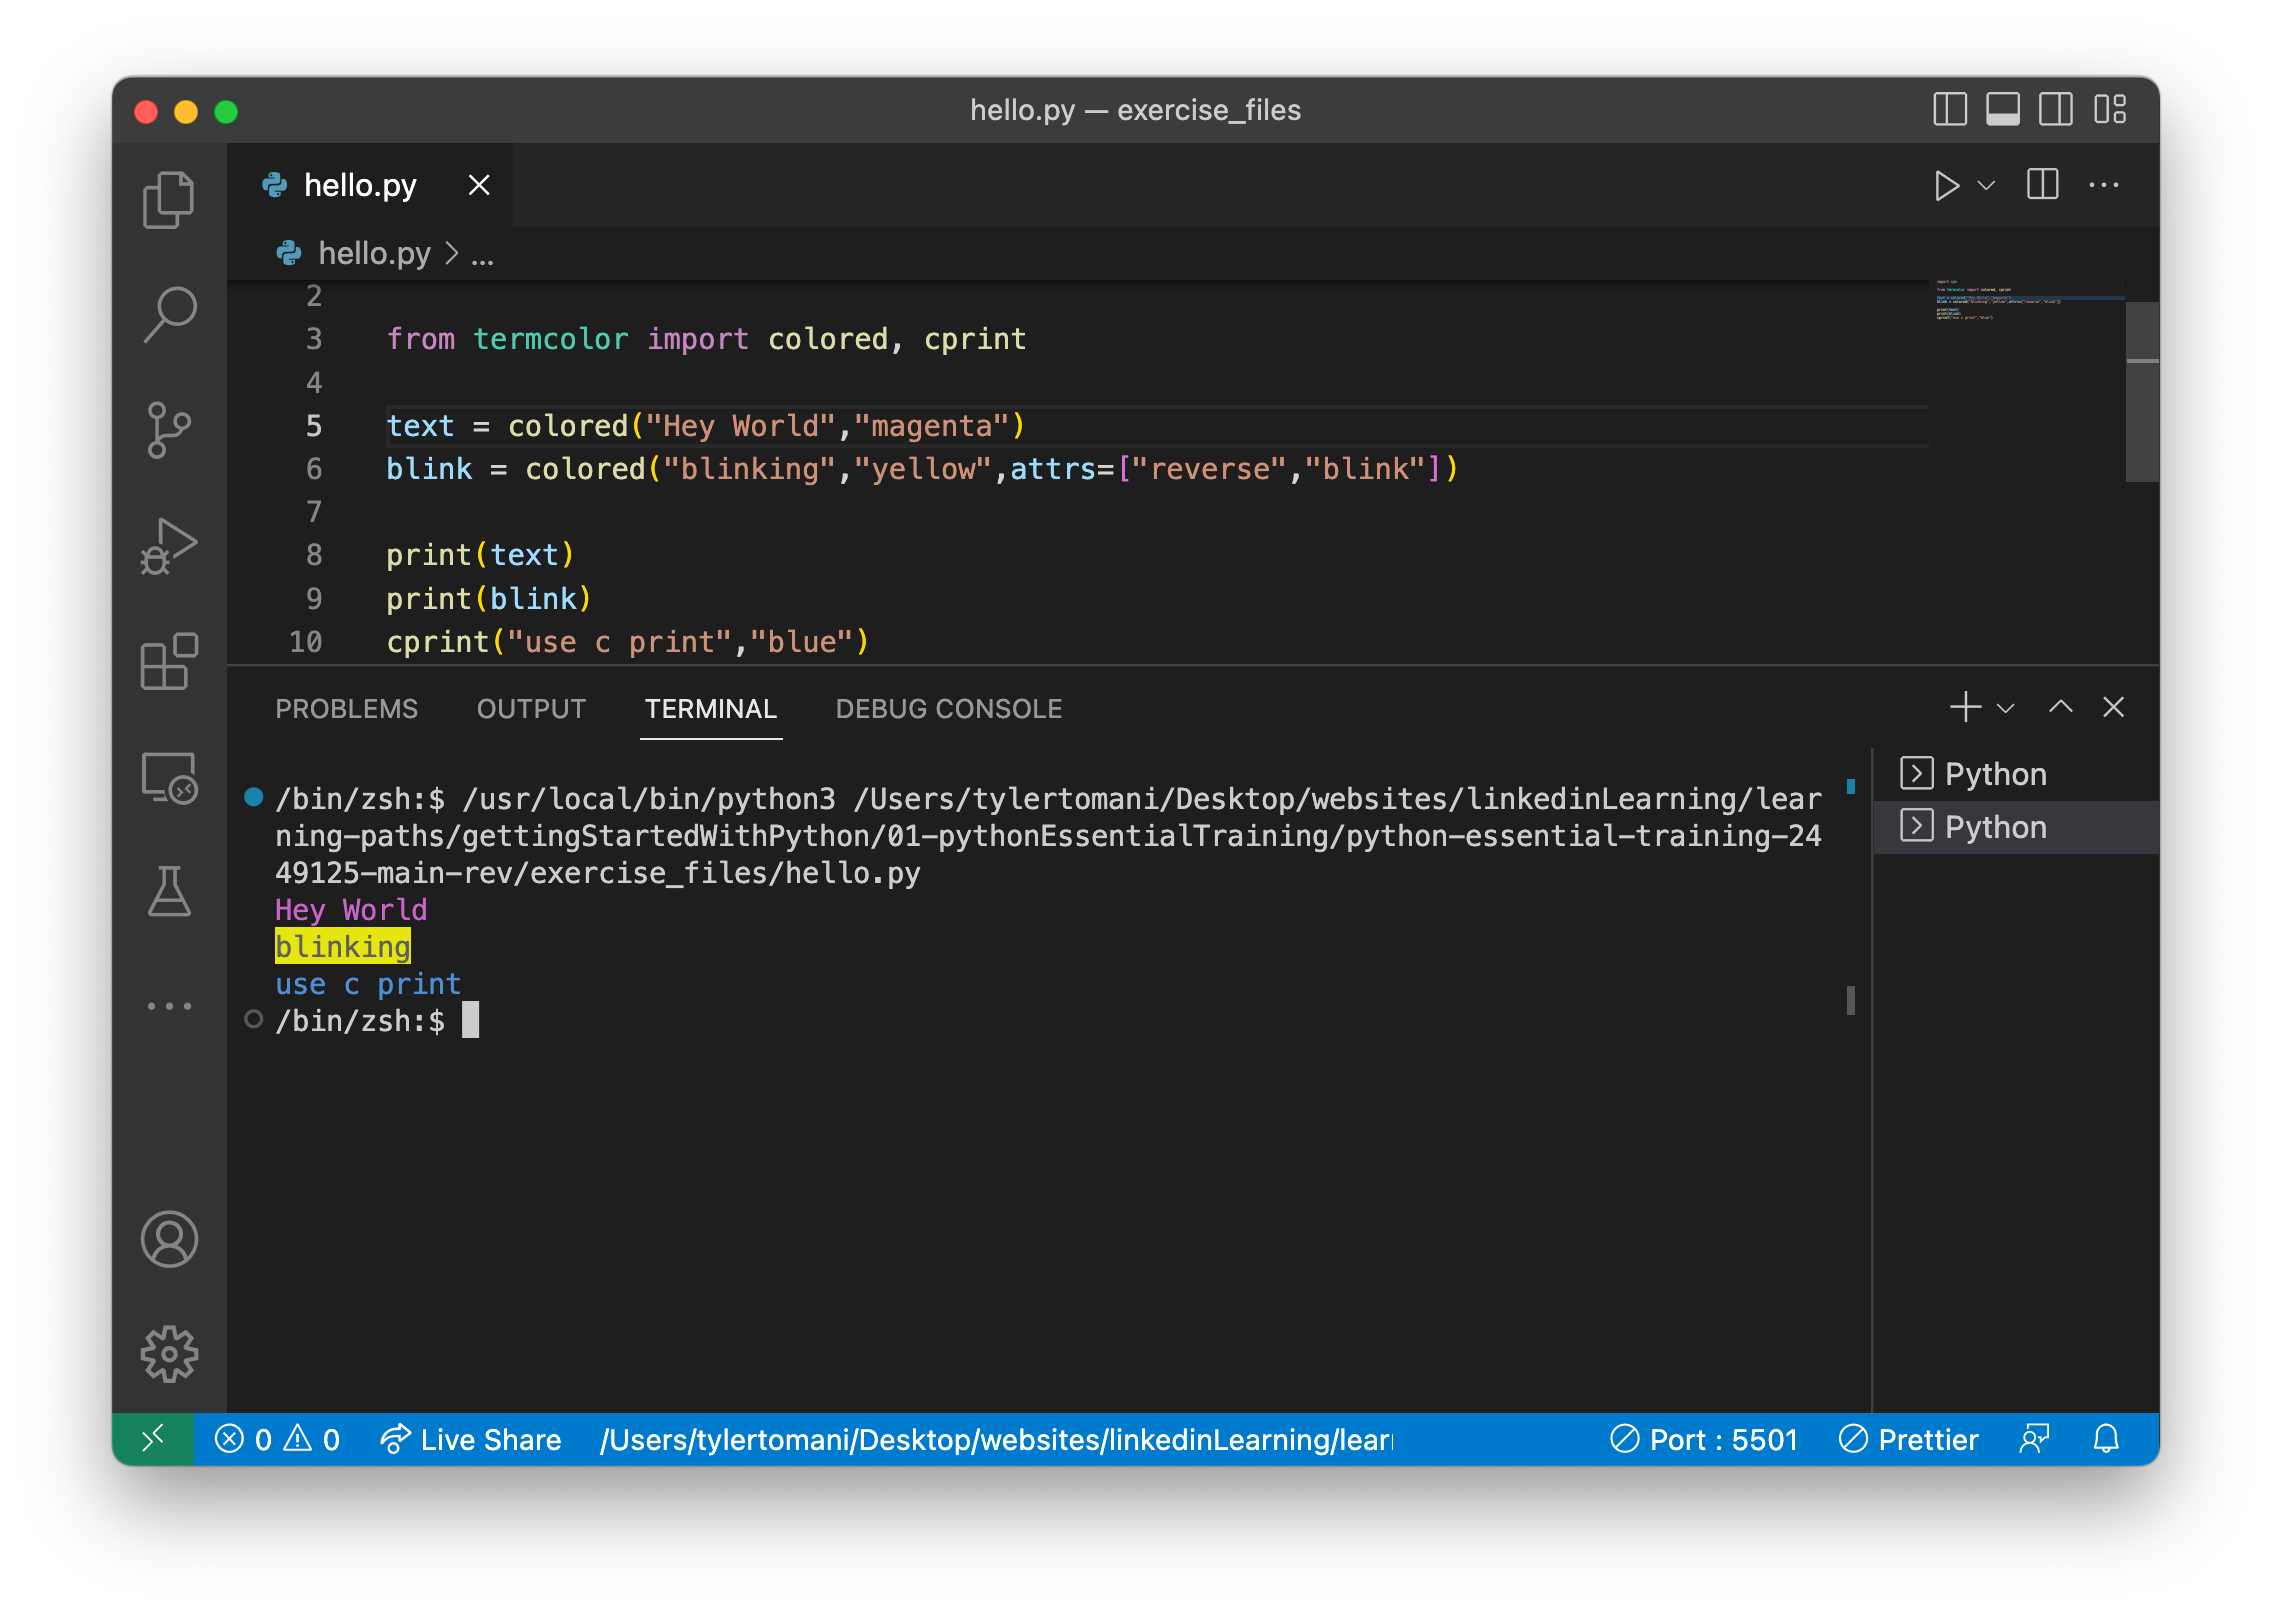 hello.py — exercise_files
hello.py
hello.py > ...
2
3 from termcolor import colored, cprint
4
5 text = colored("Hey World","magenta")
6 blink = colored("blinking","yellow",attrs=["reverse","blink"])
7
8 print(text)
9 print(blink)
10 cprint("use c print","blue")
PROBLEMS OUTPUT TERMINAL DEBUG CONSOLE
/bin/zsh:$ /usr/local/bin/python3 /Users/tylertomani/Desktop/websites/linkedinLearning/lear
ning-paths/gettingStartedWithPython/01-pythonEssentialTraining/python-essential-training-24
49125-main-rev/exercise_files/hello.py
Hey World
blinking
use c print
/bin/zsh:$
Python
Python
0 0 Live Share /Users/tylertomani/Desktop/websites/linkedinLearning/lear Port : 5501 Prettier